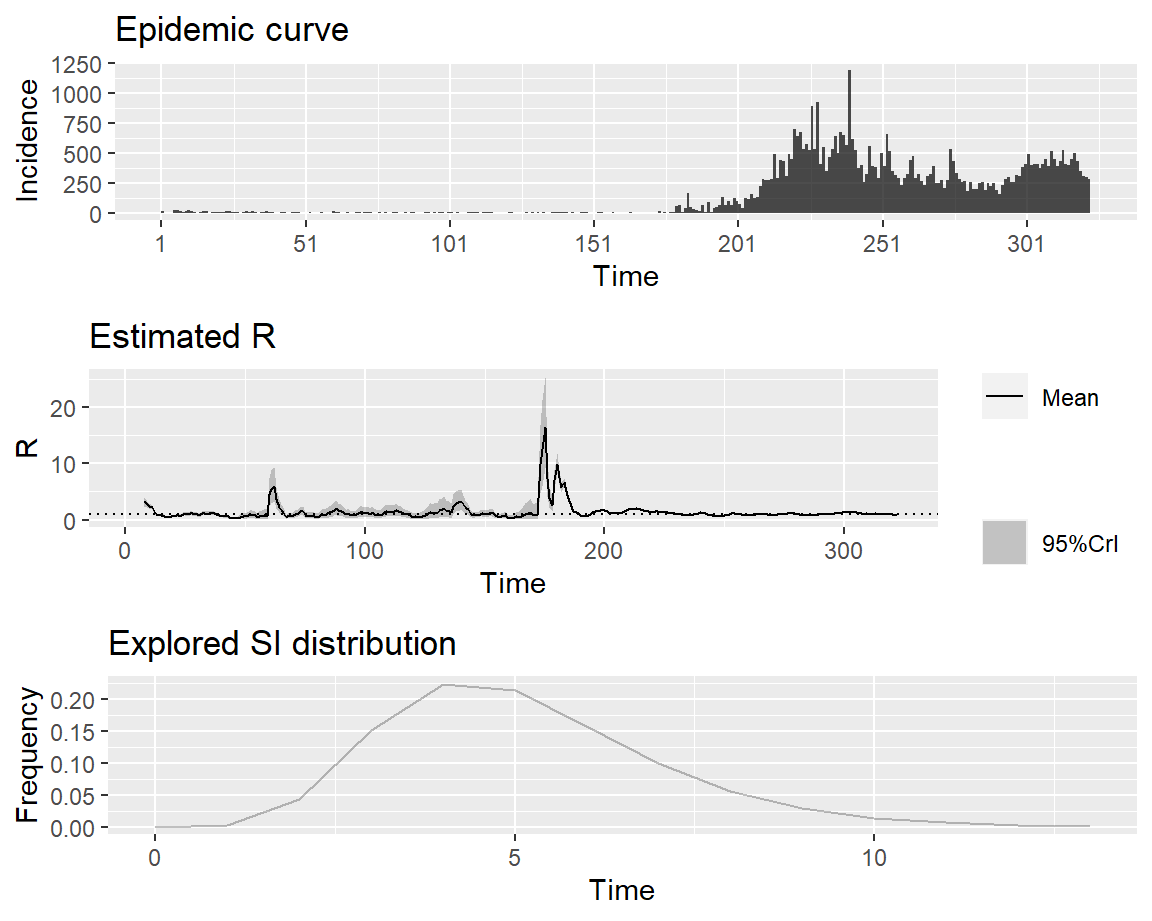 Epidemic curve
1250
1000
750
500
250
0
Incidence
1 51 101 151 201 251 301
Time
Estimated R
20
10
0
R
0 100 200 300
Time
Mean
95%CrI
Explored SI distribution
0.20
0.15
0.10
0.05
0.00
Frequency
0 5 10
Time